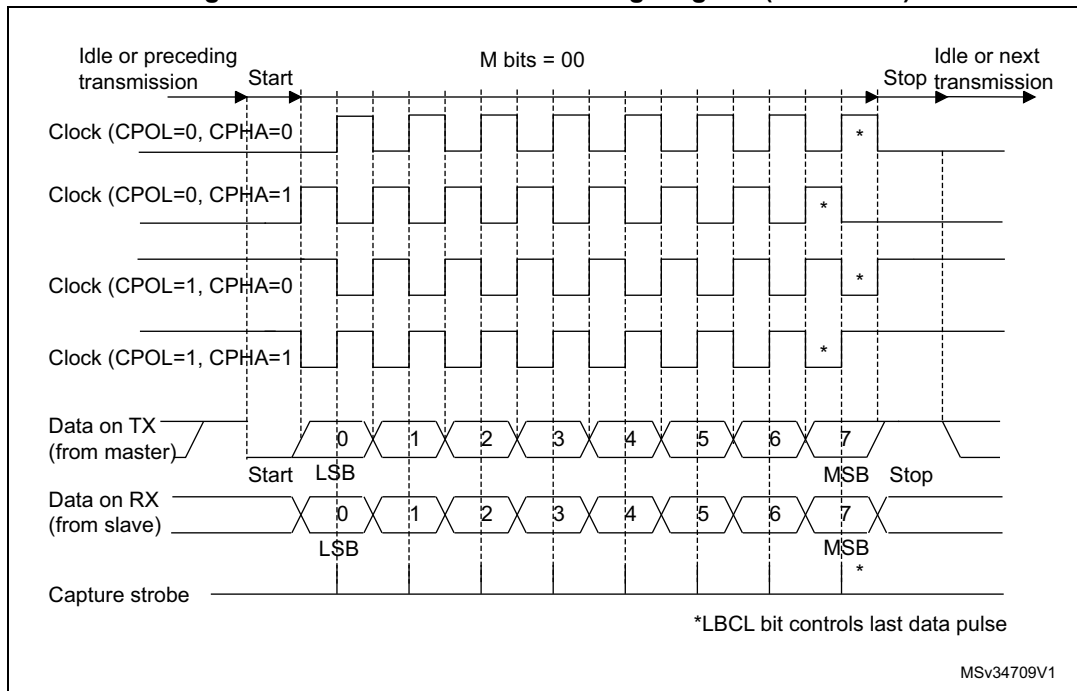 Idle or preceding
transmission
Start
M bits = 00
Stop
Idle or next
transmission
Clock (CPOL=0, CPHA=0
*
Clock (CPOL=0, CPHA=1
*
Clock (CPOL=1, CPHA=0
*
Clock (CPOL=1, CPHA=1
*
Data on TX
(from master)
0 1 2 3 4 5 6 7
Start LSB MSB Stop
Data on RX
(from slave)
0 1 2 3 4 5 6 7
LSB MSB
*
Capture strobe
*LBCL bit controls last data pulse
MSv34709V1